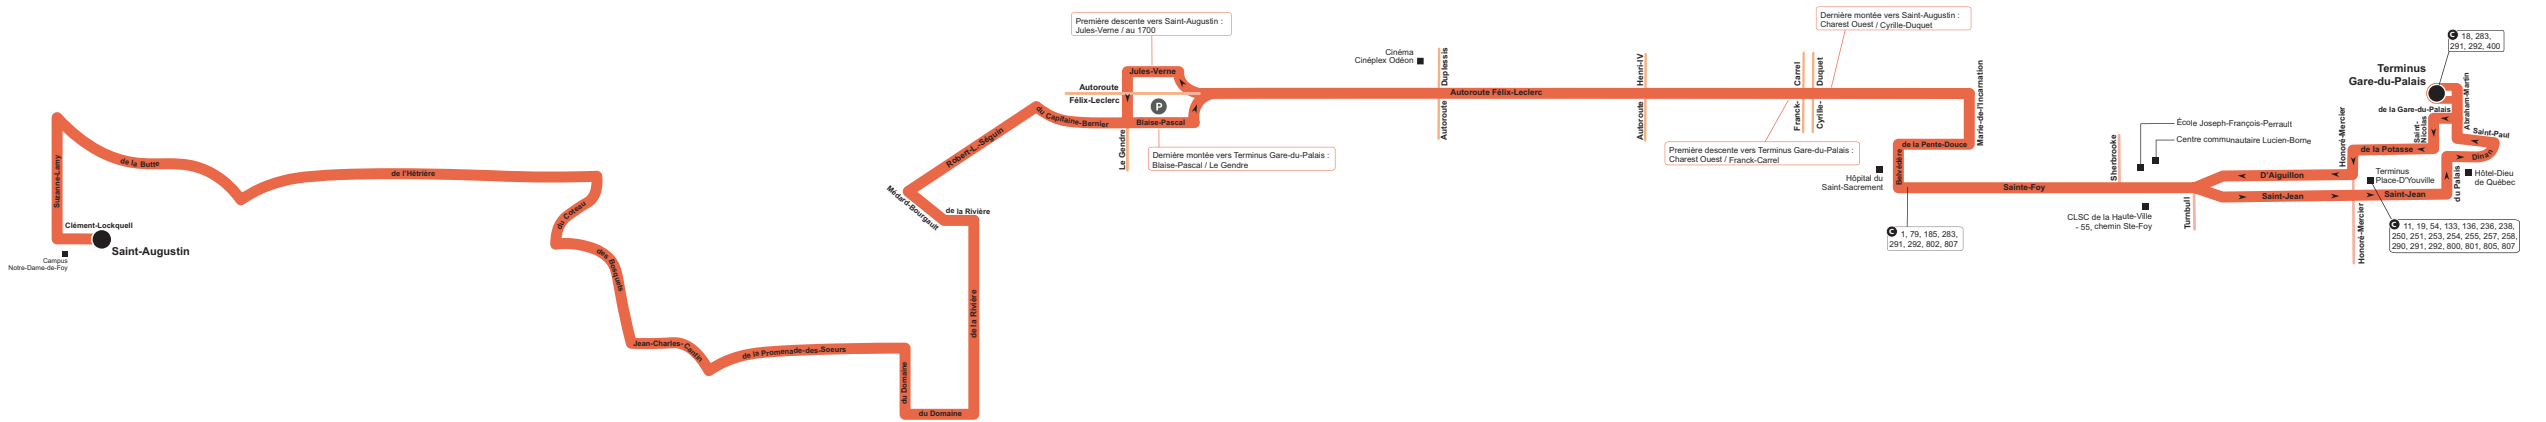 Suzanne-Lamy
Clément-Lockquell
Saint-Augustin
Campus
Notre-Dame-de-Foy
de la Butte
de l'Hêtrière
du Coteau
des Bosquets
Jean-Charles-Cantin
de la Promenade-des-Soeurs
du Domaine
du Domaine
de la Rivière
de la Rivière
Médard-Bourgault
Robert-L.-Séguin
du Capitaine-Bernier
Première descente vers Saint-Augustin :
Jules-Verne / au 1700
Jules-Verne
Autoroute
Félix-Leclerc
P
Blaise-Pascal
Le Gendre
Dernière montée vers Terminus Gare-du-Palais :
Blaise-Pascal / Le Gendre
Cinéma
Cinéplex Odéon
Autoroute Duplessis
Autoroute Félix-Leclerc
Autoroute Henri-IV
Franck-Carrel
Cyrille-Duquet
Dernière montée vers Saint-Augustin :
Charest Ouest / Cyrille-Duquet
Première descente vers Terminus Gare-du-Palais :
Charest Ouest / Franck-Carrel
Marie-de-l'Incarnation
de la Pente-Douce
Belvédère
Hôpital du
Saint-Sacrement
C 1, 79, 185, 283,
291, 292, 802, 807
Sainte-Foy
Sherbrooke
École Joseph-François-Perrault
Centre communautaire Lucien-Borne
CLSC de la Haute-Ville
- 55, chemin Ste-Foy
Turnbull
D'Aiguillon
Saint-Jean
Saint-Jean
Honoré-Mercier
Honoré-Mercier
Terminus
Place-D'Youville
C 11, 19, 54, 133, 136, 236, 238,
250, 251, 253, 254, 255, 257, 258,
290, 291, 292, 800, 801, 805, 807
du Palais
Hôtel-Dieu
de Québec
Dinan
Saint-Paul
de la Potasse
Saint-
Nicolas
de la Gare-du-Palais
Abraham-Martin
Terminus
Gare-du-Palais
C 18, 283,
291, 292, 400